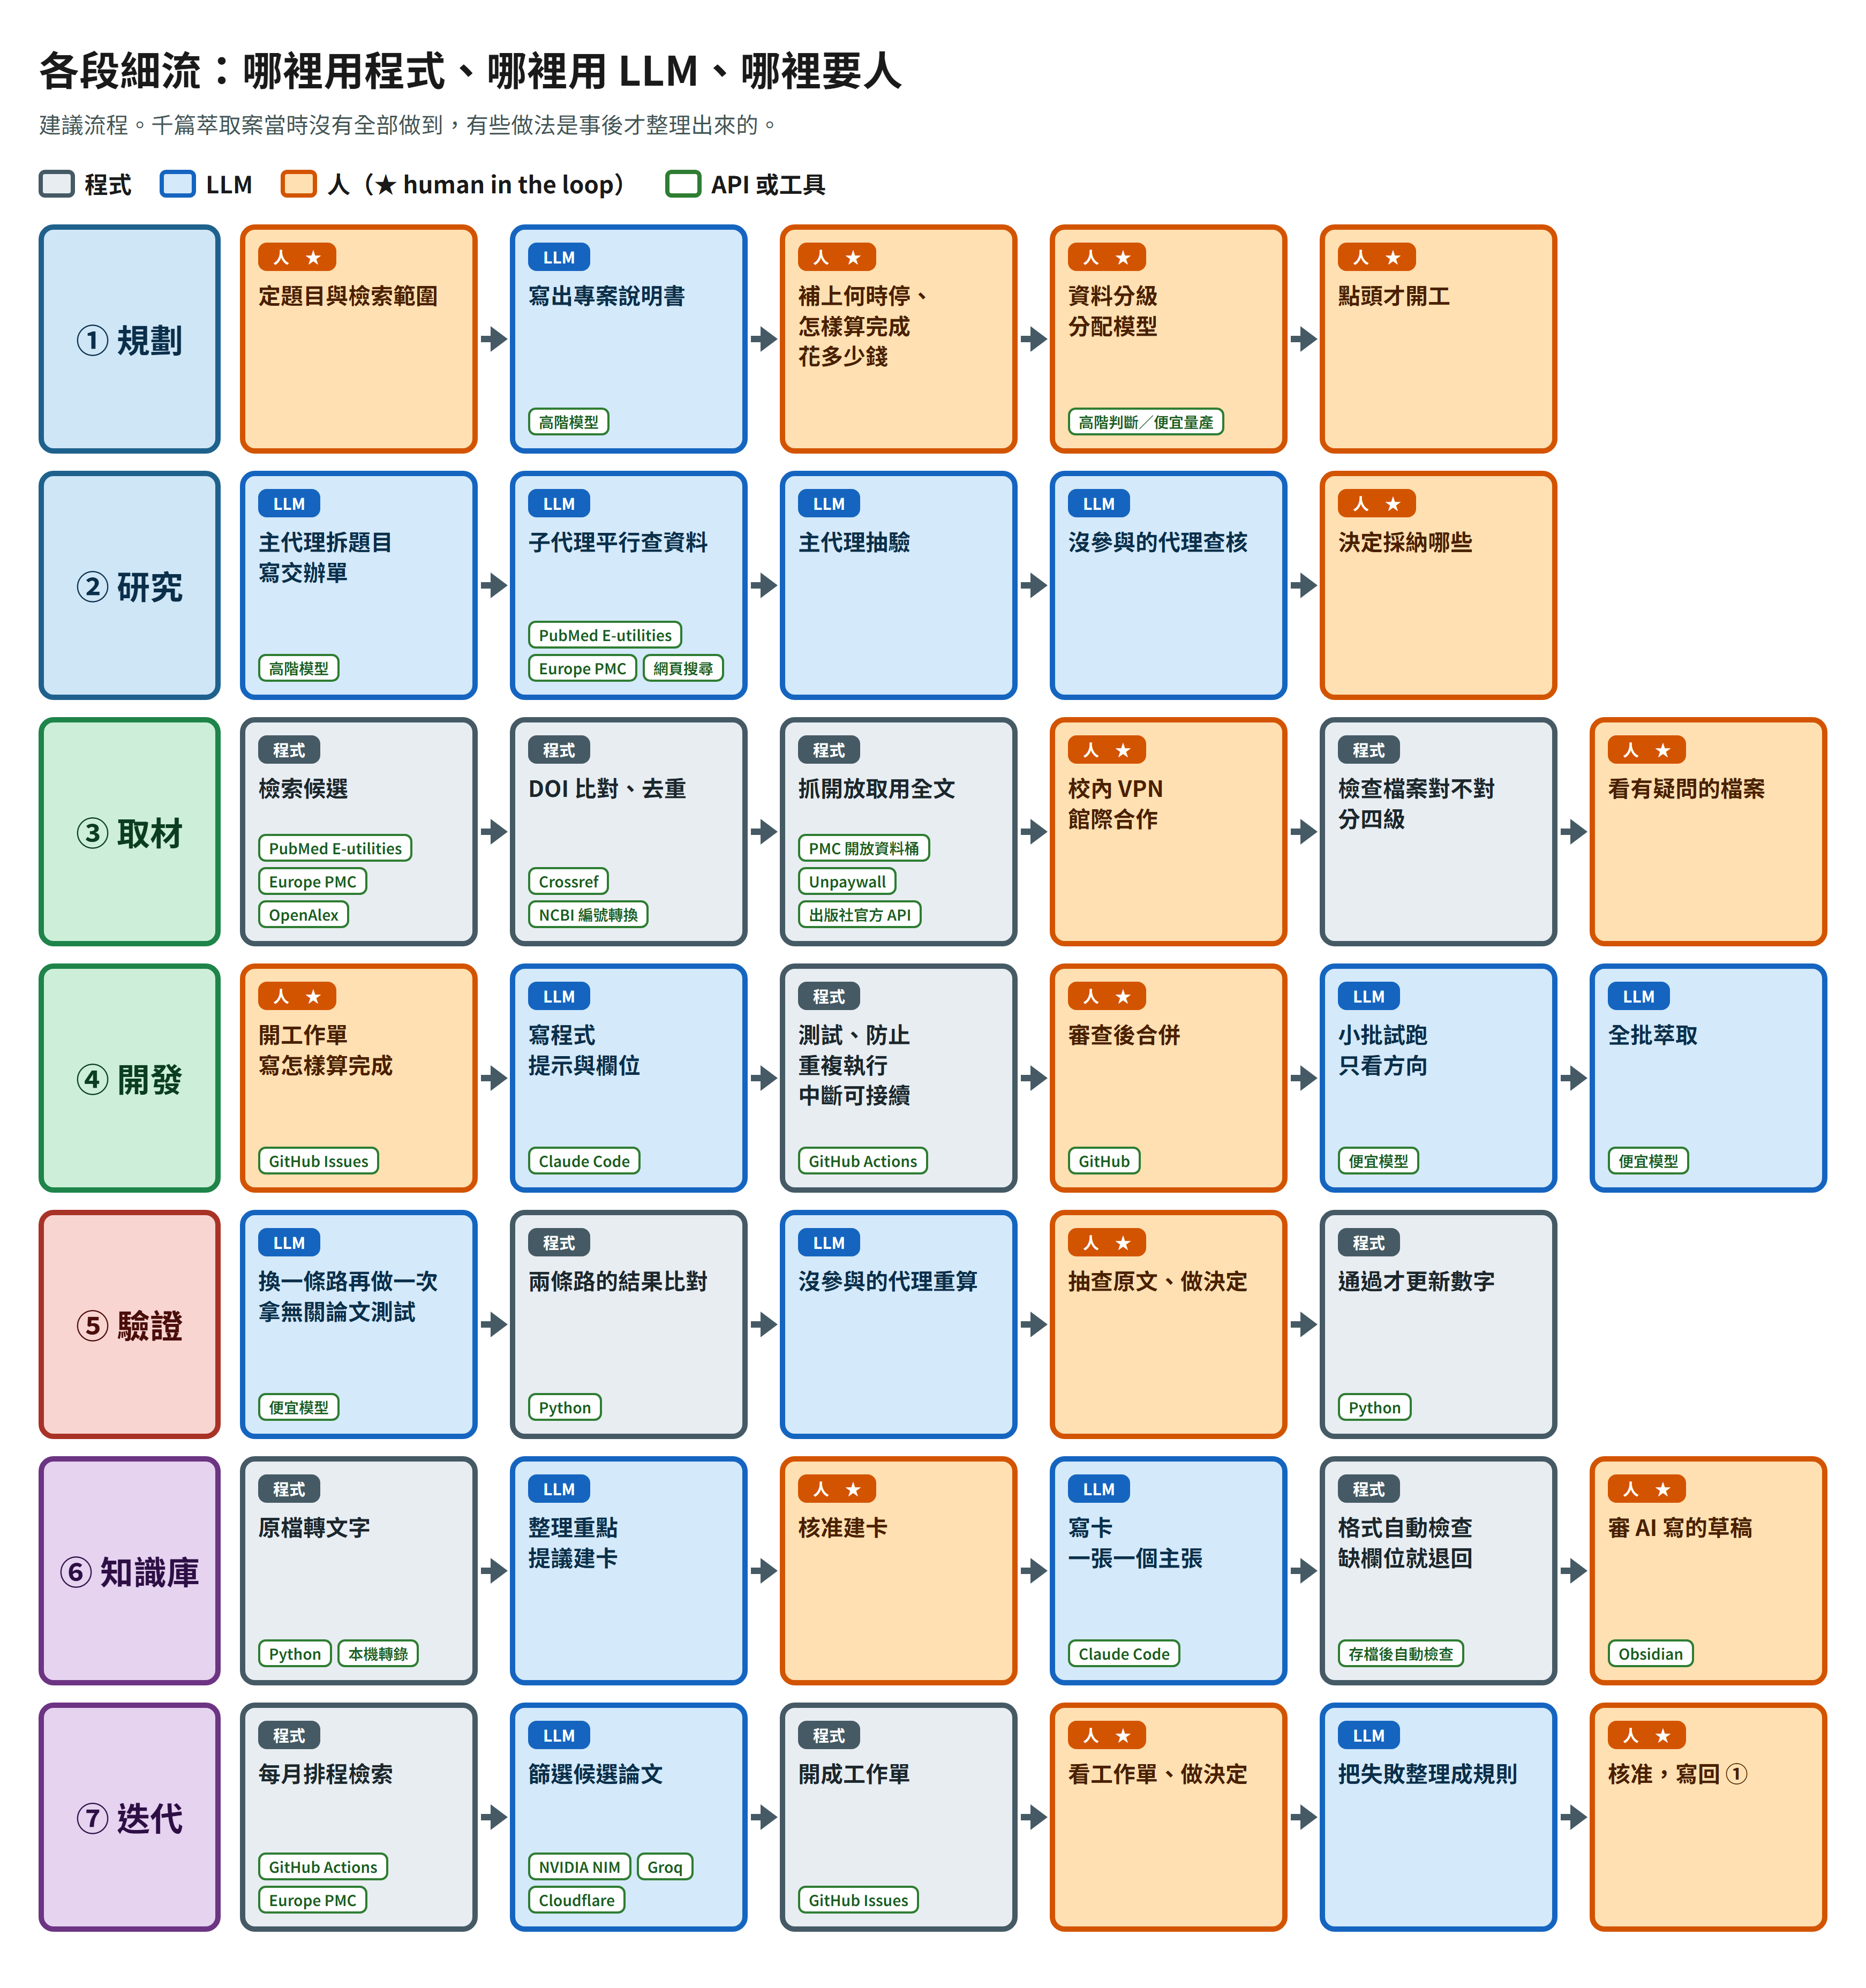 各段細流：哪裡用程式、哪裡用 LLM、哪裡要人
建議流程。千篇萃取案當時沒有全部做到，有些做法是事後才整理出來的。
程式
LLM
人（★ human in the loop）
API 或工具
① 規劃
人 ★
定題目與檢索範圍
LLM
寫出專案說明書
高階模型
人 ★
補上何時停、
怎樣算完成
花多少錢
人 ★
資料分級
分配模型
高階判斷／便宜量產
人 ★
點頭才開工
② 研究
LLM
主代理拆題目
寫交辦單
高階模型
LLM
子代理平行查資料
PubMed E-utilities
Europe PMC
網頁搜尋
LLM
主代理抽驗
LLM
沒參與的代理查核
人 ★
決定採納哪些
③ 取材
程式
檢索候選
PubMed E-utilities
Europe PMC
OpenAlex
程式
DOI 比對、去重
Crossref
NCBI 編號轉換
程式
抓開放取用全文
PMC 開放資料桶
Unpaywall
出版社官方 API
人 ★
校內 VPN
館際合作
程式
檢查檔案對不對
分四級
人 ★
看有疑問的檔案
④ 開發
人 ★
開工作單
寫怎樣算完成
GitHub Issues
LLM
寫程式
提示與欄位
Claude Code
程式
測試、防止
重複執行
中斷可接續
GitHub Actions
人 ★
審查後合併
GitHub
LLM
小批試跑
只看方向
便宜模型
LLM
全批萃取
便宜模型
⑤ 驗證
LLM
換一條路再做一次
拿無關論文測試
便宜模型
程式
兩條路的結果比對
Python
LLM
沒參與的代理重算
人 ★
抽查原文、做決定
程式
通過才更新數字
Python
⑥ 知識庫
程式
原檔轉文字
Python
本機轉錄
LLM
整理重點
提議建卡
人 ★
核准建卡
LLM
寫卡
一張一個主張
Claude Code
程式
格式自動檢查
缺欄位就退回
存檔後自動檢查
人 ★
審 AI 寫的草稿
Obsidian
⑦ 迭代
程式
每月排程檢索
GitHub Actions
Europe PMC
LLM
篩選候選論文
NVIDIA NIM
Groq
Cloudflare
程式
開成工作單
GitHub Issues
人 ★
看工作單、做決定
LLM
把失敗整理成規則
人 ★
核准，寫回 ①